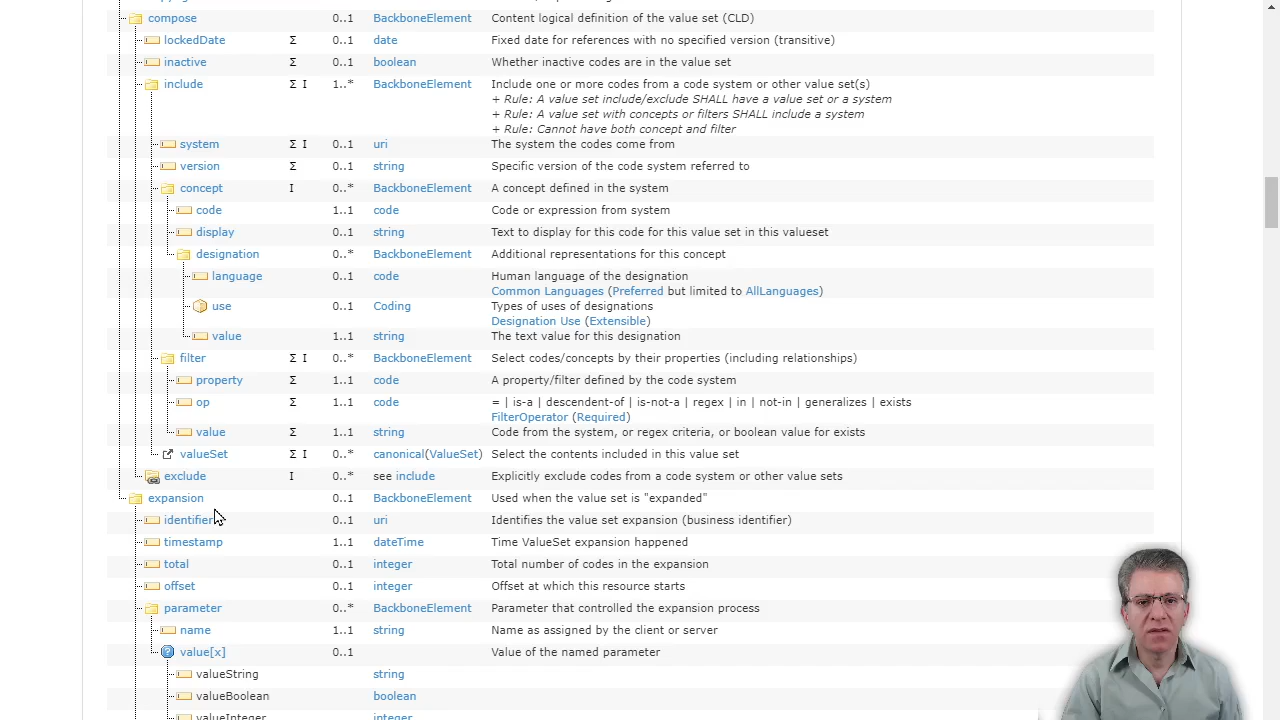 compose 0..1 BackboneElement Content logical definition of the value set (CLD)
lockedDate Σ 0..1 date Fixed date for references with no specified version (transitive)
inactive Σ 0..1 boolean Whether inactive codes are in the value set
include Σ I 1..* BackboneElement Include one or more codes from a code system or other value set(s)
+ Rule: A value set include/exclude SHALL have a value set or a system
+ Rule: A value set with concepts or filters SHALL include a system
+ Rule: Cannot have both concept and filter
system Σ I 0..1 uri The system the codes come from
version Σ 0..1 string Specific version of the code system referred to
concept I 0..* BackboneElement A concept defined in the system
code 1..1 code Code or expression from system
display 0..1 string Text to display for this code for this value set in this valueset
designation 0..* BackboneElement Additional representations for this concept
language 0..1 code Human language of the designation
Common Languages (Preferred but limited to AllLanguages)
use 0..1 Coding Types of uses of designations
Designation Use (Extensible)
value 1..1 string The text value for this designation
filter Σ I 0..* BackboneElement Select codes/concepts by their properties (including relationships)
property Σ 1..1 code A property/filter defined by the code system
op Σ 1..1 code = | is-a | descendent-of | is-not-a | regex | in | not-in | generalizes | exists
FilterOperator (Required)
value Σ 1..1 string Code from the system, or regex criteria, or boolean value for exists
valueSet Σ I 0..* canonical(ValueSet) Select the contents included in this value set
exclude I 0..* see include Explicitly exclude codes from a code system or other value sets
expansion 0..1 BackboneElement Used when the value set is "expanded"
identifier 0..1 uri Identifies the value set expansion (business identifier)
timestamp 1..1 dateTime Time ValueSet expansion happened
total 0..1 integer Total number of codes in the expansion
offset 0..1 integer Offset at which this resource starts
parameter 0..* BackboneElement Parameter that controlled the expansion process
name 1..1 string Name as assigned by the client or server
value[x] 0..1 Value of the named parameter
valueString string
valueBoolean boolean
valueInteger integer